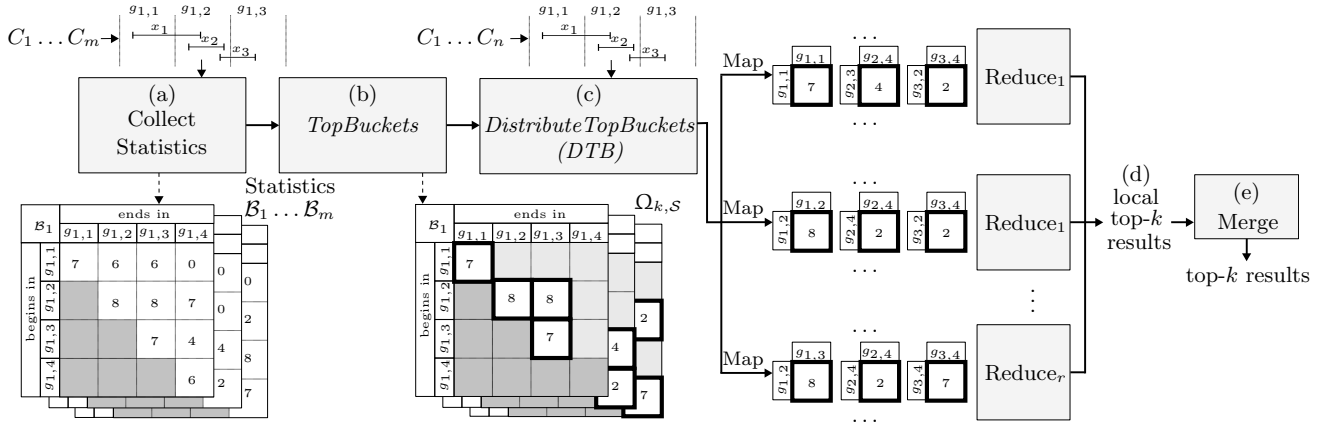 g1,1 g1,2 g1,3
C1 ... Cm
x1
x2
x3
g1,1 g1,2 g1,3
C1 ... Cn
x1
x2
x3
(a)
Collect
Statistics
(b)
TopBuckets
(c)
DistributeTopBuckets
(DTB)
Statistics
B1 ... Bm
B1 ends in
g1,1 g1,2 g1,3 g1,4
begins in
g1,1 7 6 6 0
g1,2 8 8 7
g1,3 7 4
g1,4 6
0
0
4
2
0
2
8
7
Ωk,S
B1 ends in
g1,1 g1,2 g1,3 g1,4
begins in
g1,1 7
g1,2 8 8
g1,3 7
g1,4
4
2
2
7
Map
...
g1,1 g2,4 g3,4
g1,1 7 g2,3 4 g3,2 2
...
Reduce1
Map
...
g1,2 g2,4 g3,4
g1,2 8 g2,4 2 g3,2 2
...
Reduce1
...
Map
...
g1,3 g2,4 g3,4
g1,2 8 g2,4 2 g3,4 7
...
Reducer
(d)
local
top-k
results
(e)
Merge
top-k results